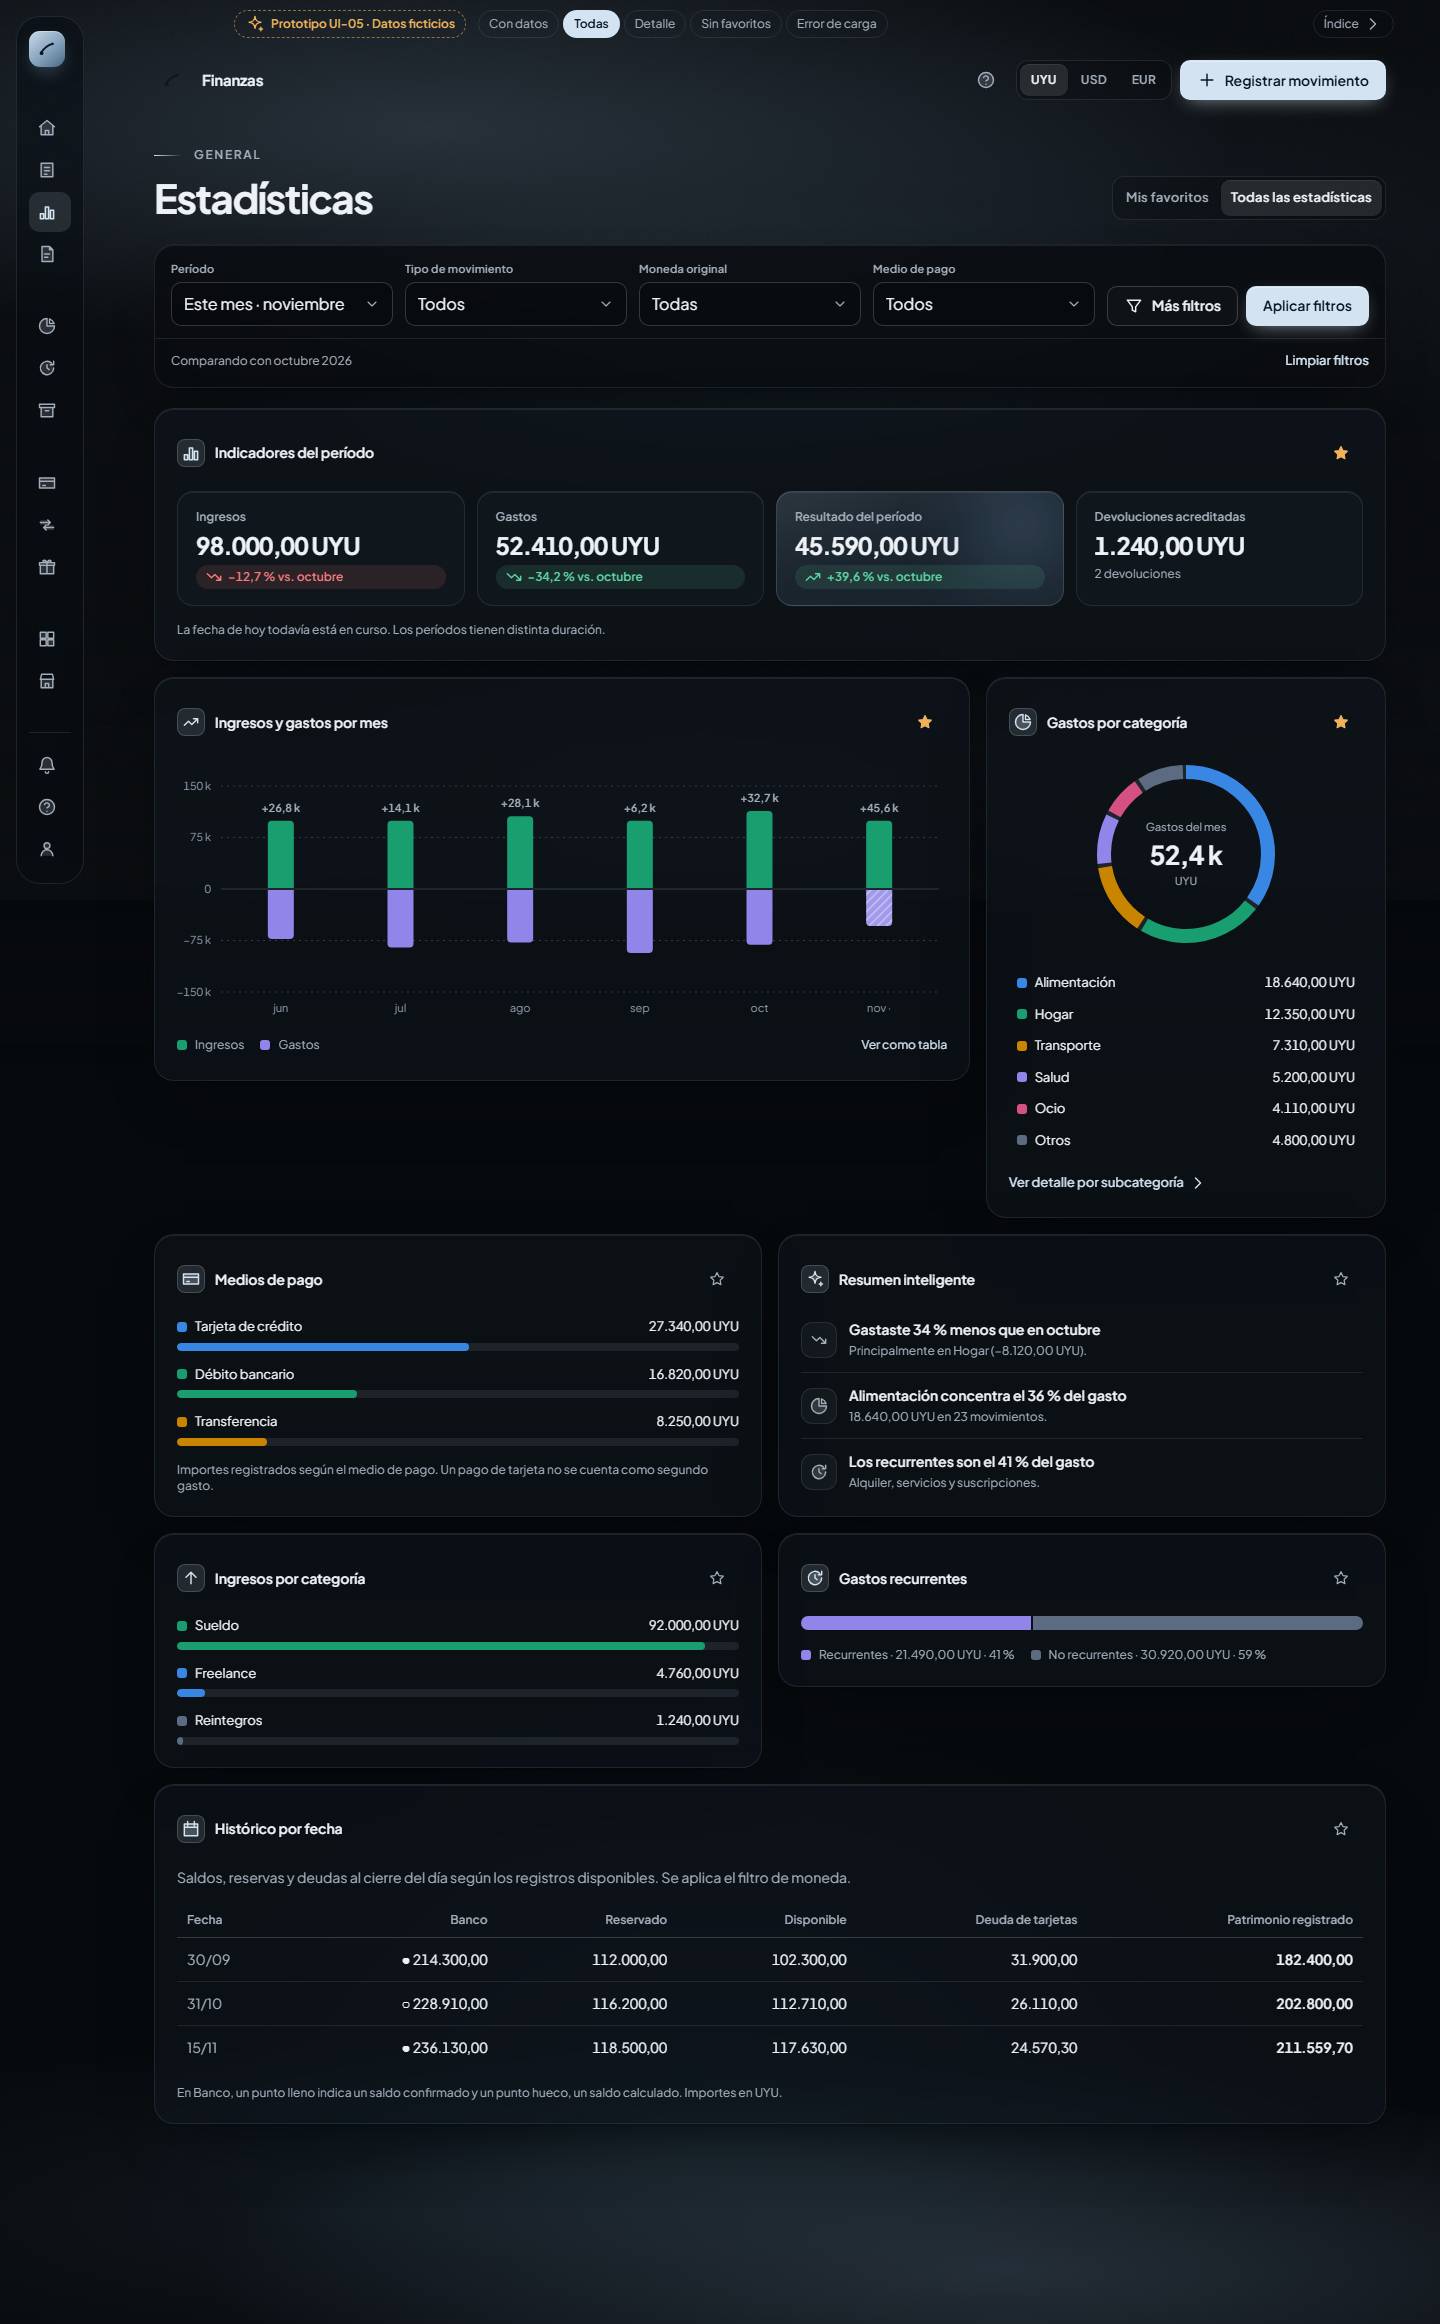 Prototipo UI-05 · Datos ficticios
Con datos
Todas
Detalle
Sin favoritos
Error de carga
Índice
Finanzas
UYU
USD
EUR
Registrar movimiento
GENERAL
Estadísticas
Mis favoritos
Todas las estadísticas
Período
Tipo de movimiento
Moneda original
Medio de pago
Este mes · noviembre
Todos
Todas
Todos
Más filtros
Aplicar filtros
Comparando con octubre 2026
Limpiar filtros
Indicadores del período
Ingresos
98.000,00 UYU
−12,7 % vs. octubre
Gastos
52.410,00 UYU
−34,2 % vs. octubre
Resultado del período
45.590,00 UYU
+39,6 % vs. octubre
Devoluciones acreditadas
1.240,00 UYU
2 devoluciones
La fecha de hoy todavía está en curso. Los períodos tienen distinta duración.
Ingresos y gastos por mes
150 k
75 k
0
−75 k
−150 k
+26,8 k
+14,1 k
+28,1 k
+6,2 k
+32,7 k
+45,6 k
jun
jul
ago
sep
oct
nov ·
Ingresos
Gastos
Ver como tabla
Gastos por categoría
Gastos del mes
52,4 k
UYU
Alimentación 18.640,00 UYU
Hogar 12.350,00 UYU
Transporte 7.310,00 UYU
Salud 5.200,00 UYU
Ocio 4.110,00 UYU
Otros 4.800,00 UYU
Ver detalle por subcategoría
Medios de pago
Tarjeta de crédito 27.340,00 UYU
Débito bancario 16.820,00 UYU
Transferencia 8.250,00 UYU
Importes registrados según el medio de pago. Un pago de tarjeta no se cuenta como segundo
gasto.
Resumen inteligente
Gastaste 34 % menos que en octubre
Principalmente en Hogar (−8.120,00 UYU).
Alimentación concentra el 36 % del gasto
18.640,00 UYU en 23 movimientos.
Los recurrentes son el 41 % del gasto
Alquiler, servicios y suscripciones.
Ingresos por categoría
Sueldo 92.000,00 UYU
Freelance 4.760,00 UYU
Reintegros 1.240,00 UYU
Gastos recurrentes
Recurrentes · 21.490,00 UYU · 41 %
No recurrentes · 30.920,00 UYU · 59 %
Histórico por fecha
Saldos, reservas y deudas al cierre del día según los registros disponibles. Se aplica el filtro de moneda.
Fecha Banco Reservado Disponible Deuda de tarjetas Patrimonio registrado
30/09 214.300,00 112.000,00 102.300,00 31.900,00 182.400,00
31/10 228.910,00 116.200,00 112.710,00 26.110,00 202.800,00
15/11 236.130,00 118.500,00 117.630,00 24.570,30 211.559,70
En Banco, un punto lleno indica un saldo confirmado y un punto hueco, un saldo calculado. Importes en UYU.